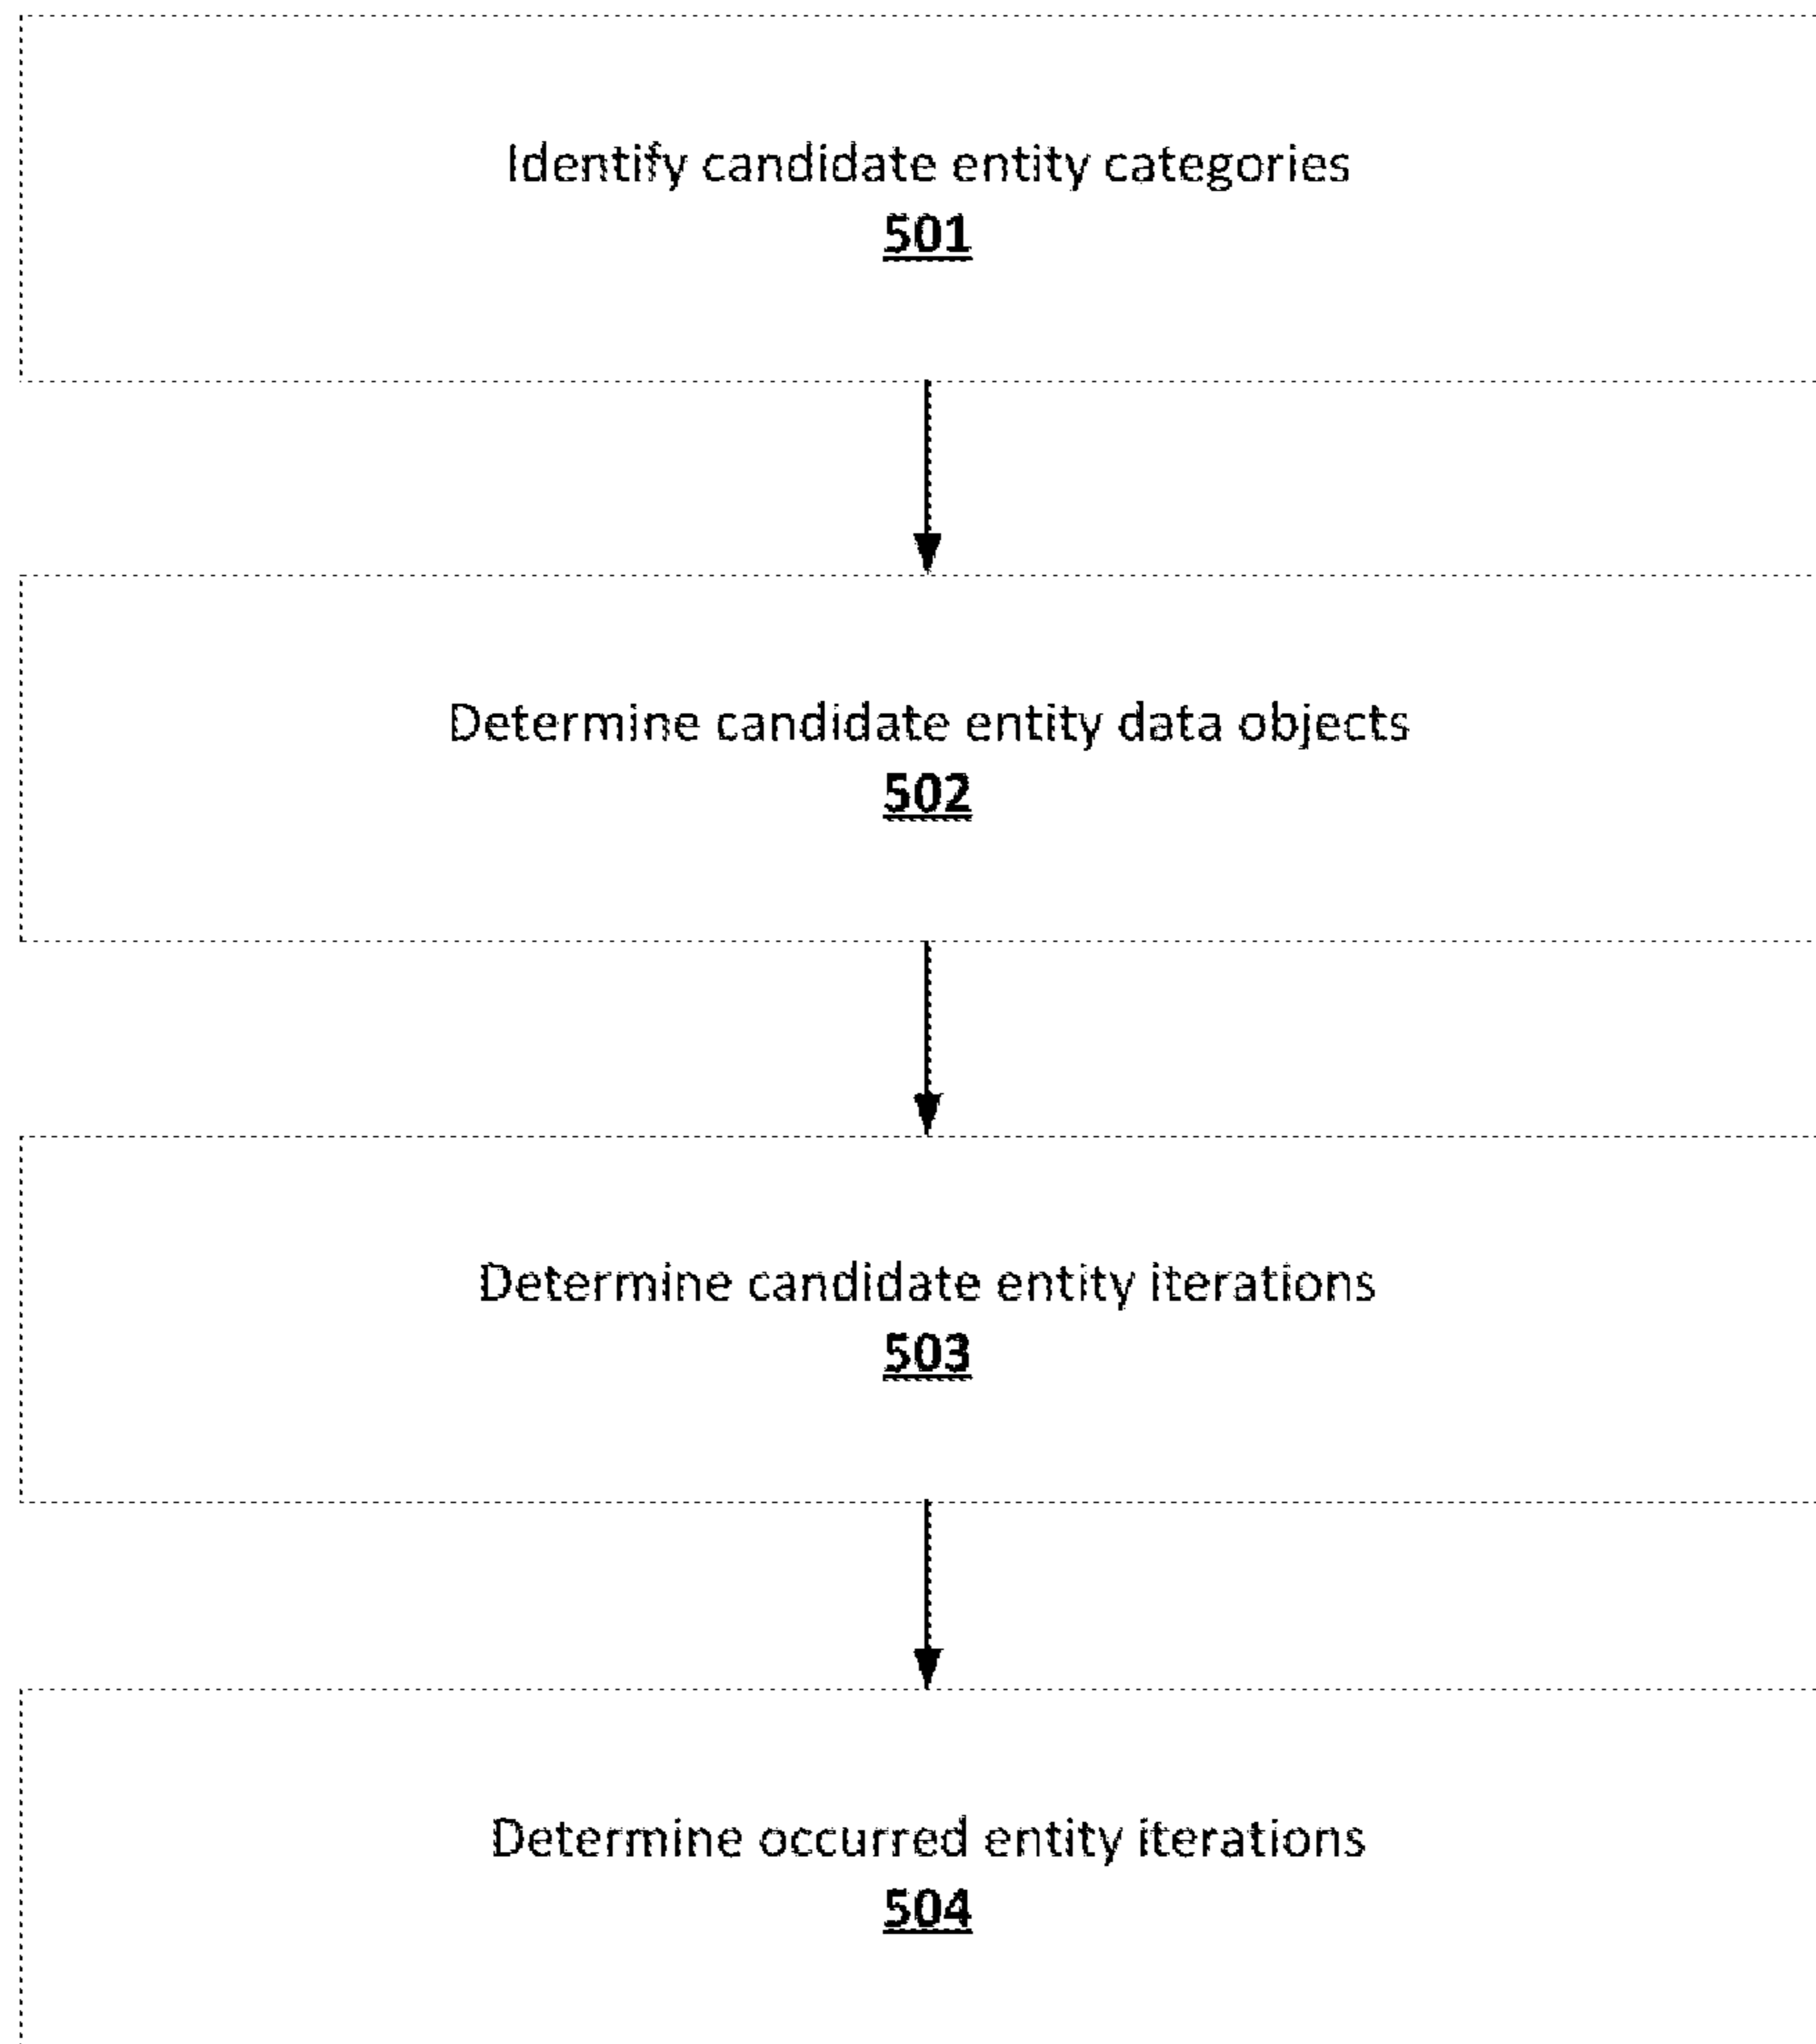 Identify candidate entity categories
501
Determine candidate entity data objects
502
Determine candidate entity iterations
503
Determine occurred entity iterations
504